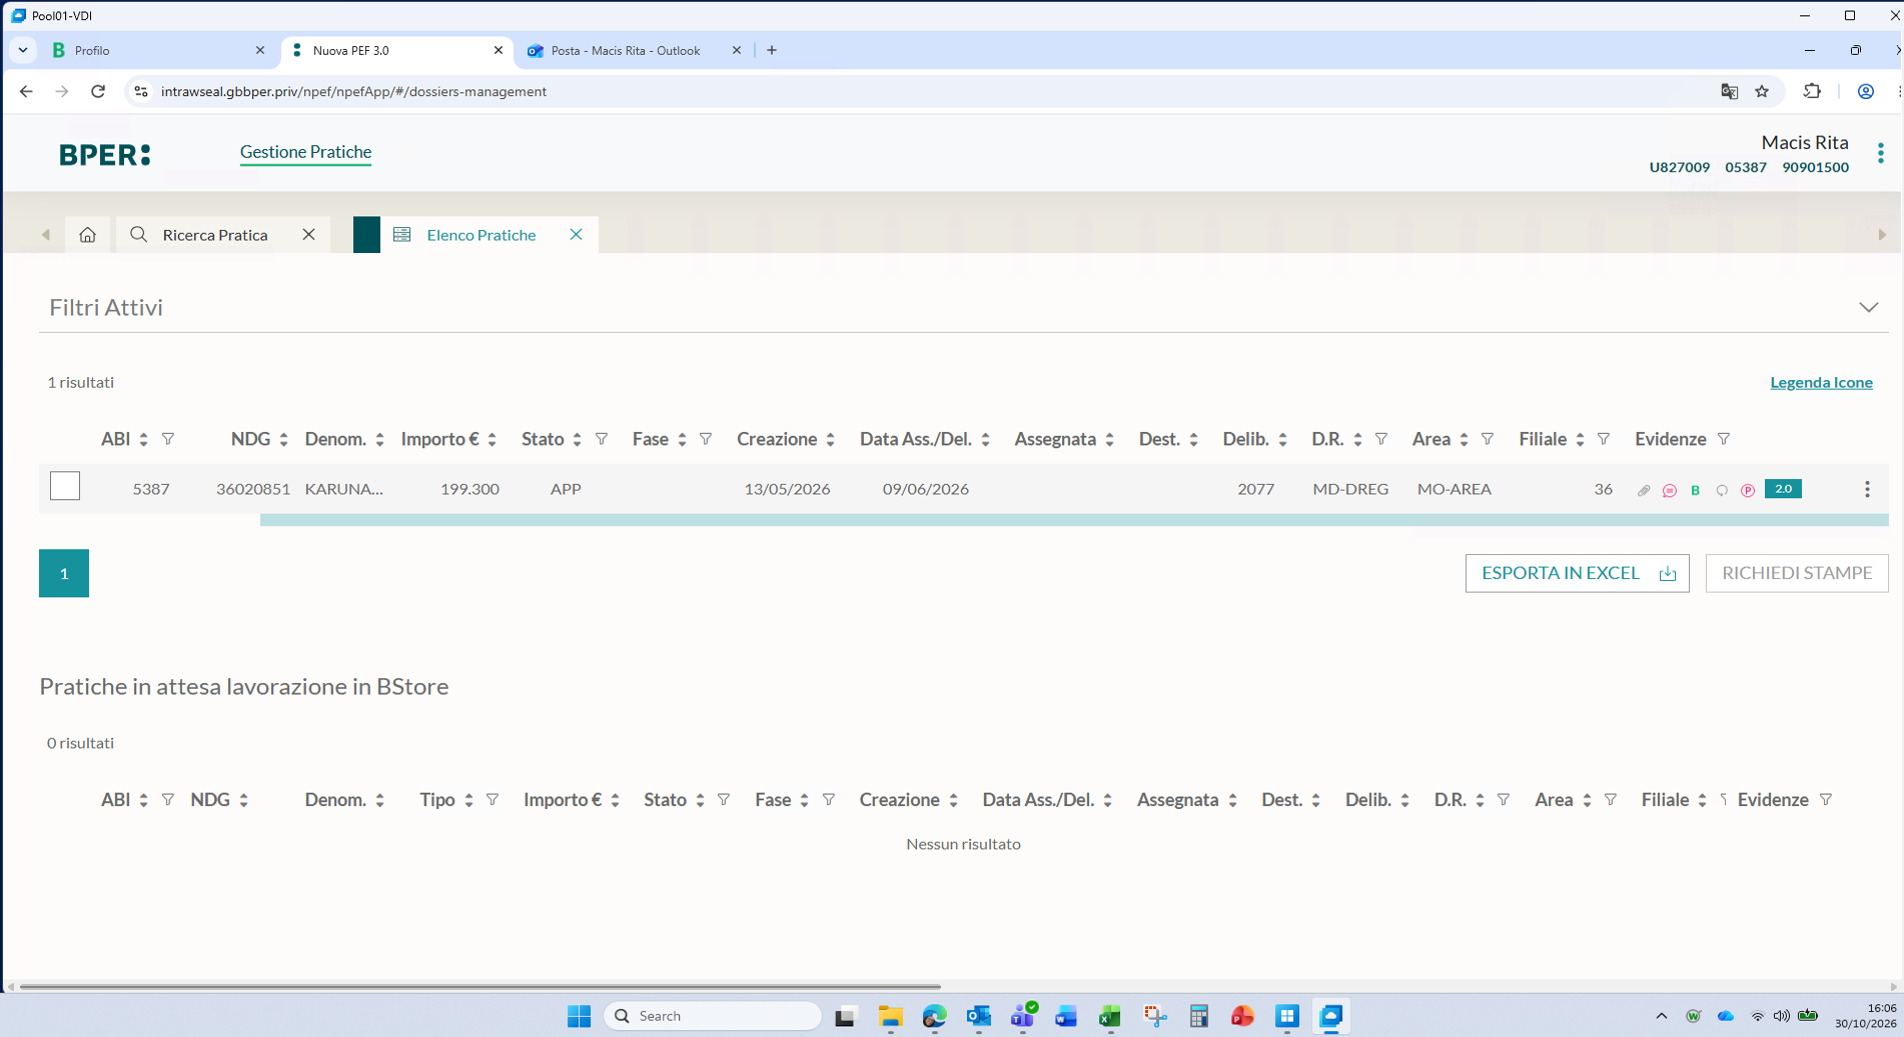 Pool01-VDI
Profilo
Nuova PEF 3.0
Posta - Macis Rita - Outlook
intrawseal.gbbper.priv/npef/npefApp/#/dossiers-management
BPER:
Gestione Pratiche
Macis Rita
U827009 05387 90901500
Ricerca Pratica
Elenco Pratiche
Filtri Attivi
1 risultati
Legenda Icone
ABI NDG Denom. Importo € Stato Fase Creazione Data Ass./Del. Assegnata Dest. Delib. D.R. Area Filiale Evidenze
5387 36020851 KARUNA... 199.300 APP 13/05/2026 09/06/2026 2077 MD-DREG MO-AREA 36 B P 2.0
1
ESPORTA IN EXCEL
RICHIEDI STAMPE
Pratiche in attesa lavorazione in BStore
0 risultati
ABI NDG Denom. Tipo Importo € Stato Fase Creazione Data Ass./Del. Assegnata Dest. Delib. D.R. Area Filiale Evidenze
Nessun risultato
Search
16:06
30/10/2026